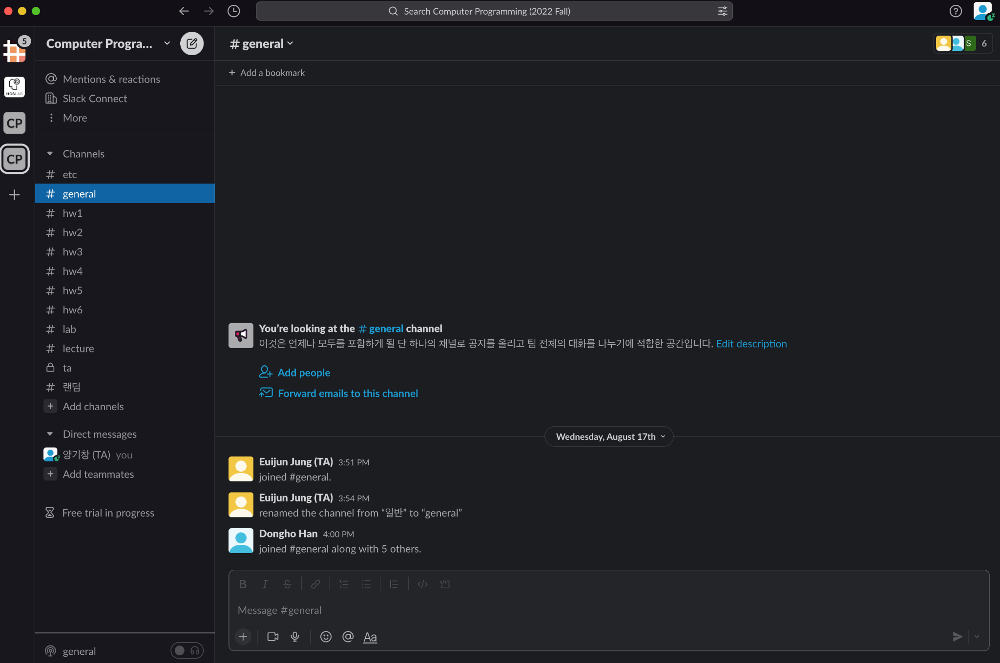 Search Computer Programming (2022 Fall)
5
Computer Progra...
# general
S
6
HCSLAB
CP
CP
Mentions & reactions
Slack Connect
More
+ Add a bookmark
Channels
# etc
# general
# hw1
# hw2
# hw3
# hw4
# hw5
# hw6
# lab
# lecture
ta
# 랜덤
+ Add channels
Direct messages
양기창 (TA) you
+ Add teammates
Free trial in progress
general
You’re looking at the # general channel
이것은 언제나 모두를 포함하게 될 단 하나의 채널로 공지를 올리고 팀 전체의 대화를 나누기에 적합한 공간입니다. Edit description
Add people
Forward emails to this channel
Wednesday, August 17th
Euijun Jung (TA) 3:51 PM
joined #general.
Euijun Jung (TA) 3:54 PM
renamed the channel from “일반” to “general”
Dongho Han 4:00 PM
joined #general along with 5 others.
B I S
Message #general
Aa